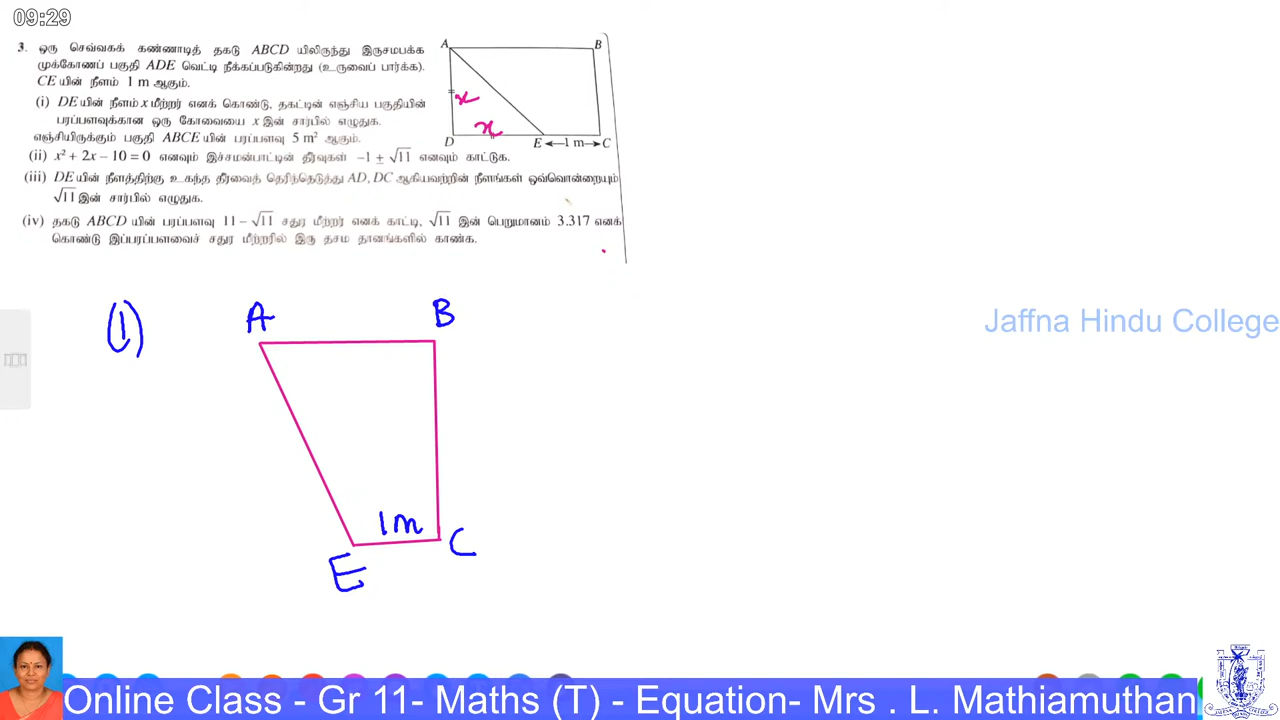 09:29
3. ஒரு செவ்வகக் கண்ணாடித் தகடு ABCD யிலிருந்து இருசமபக்க
முக்கோணப் பகுதி ADE வெட்டி நீக்கப்படுகின்றது (உருவைப் பார்க்க).
CE யின் நீளம் 1 m ஆகும்.
(i) DE யின் நீளம் x மீற்றர் எனக் கொண்டு, தகட்டின் எஞ்சிய பகுதியின்
பரப்பளவுக்கான ஒரு கோவையை x இன் சார்பில் எழுதுக.
எஞ்சியிருக்கும் பகுதி ABCE யின் பரப்பளவு 5 m² ஆகும்.
(ii) x² + 2x – 10 = 0 எனவும் இச்சமன்பாட்டின் தீர்வுகள் –1 ± √11 எனவும் காட்டுக.
(iii) DE யின் நீளத்திற்கு உகந்த தீர்வைத் தெரிந்தெடுத்து AD, DC ஆகியவற்றின் நீளங்கள் ஒவ்வொன்றையும்
√11 இன் சார்பில் எழுதுக.
(iv) தகடு ABCD யின் பரப்பளவு 11 – √11 சதுர மீற்றர் எனக் காட்டி, √11 இன் பெறுமானம் 3.317 எனக்
கொண்டு இப்பரப்பளவைச் சதுர மீற்றரில் இரு தசம தானங்களில் காண்க.
A B
x
x
D E 1 m C
(i) A B
1m
E C
Jaffna Hindu College
Online Class - Gr 11- Maths (T) - Equation- Mrs . L. Mathiamuthan